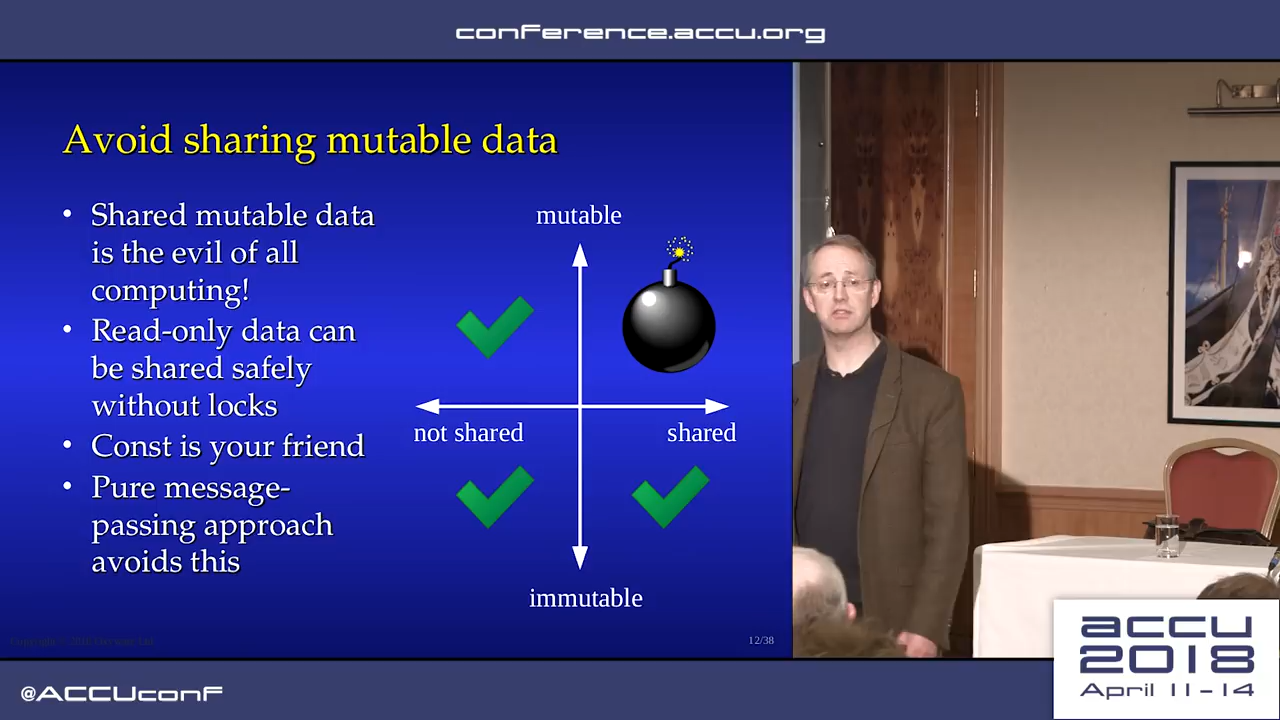 conference.accu.org
Avoid sharing mutable data
• Shared mutable data
is the evil of all
computing!
• Read-only data can
be shared safely
without locks
• Const is your friend
• Pure message-
passing approach
avoids this
mutable
not shared
shared
immutable
12/38
@ACCUconf
accu
2018
April 11-14